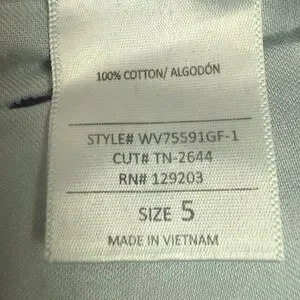 100% COTTON/ ALGODÓN
STYLE# WV75591GF-1
CUT# TN-2644
RN# 129203
SIZE 5
MADE IN VIETNAM